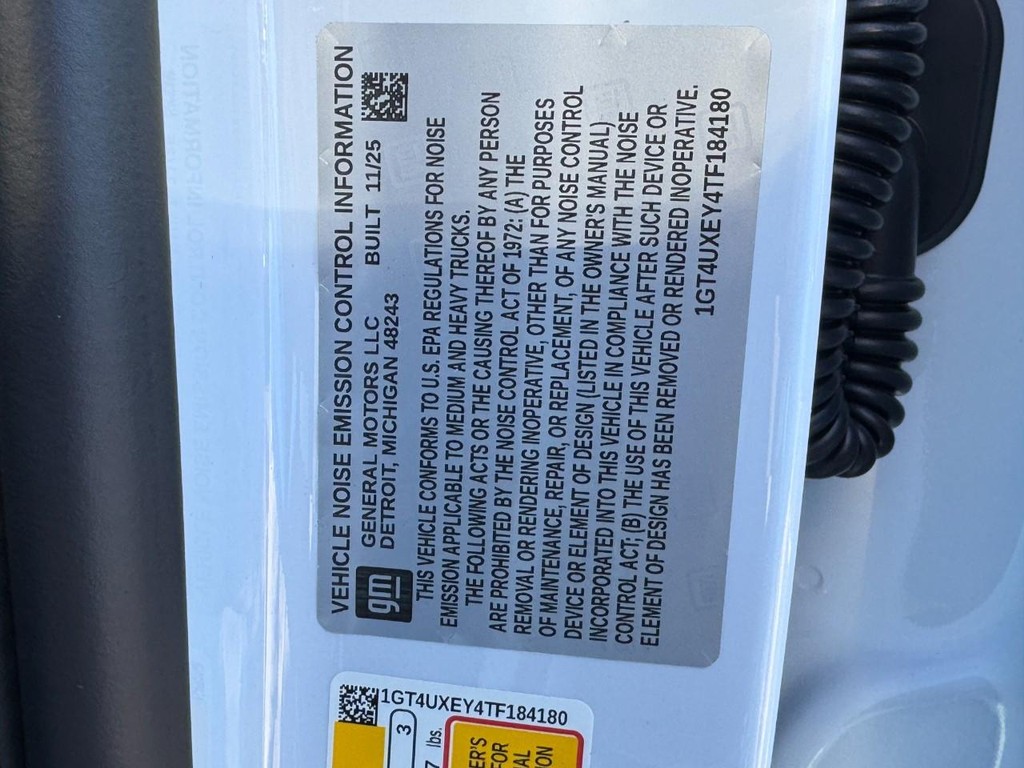 VEHICLE NOISE EMISSION CONTROL INFORMATION
gm
GENERAL MOTORS LLC BUILT 11/25
DETROIT, MICHIGAN 48243
THIS VEHICLE CONFORMS TO U.S. EPA REGULATIONS FOR NOISE
EMISSION APPLICABLE TO MEDIUM AND HEAVY TRUCKS.
THE FOLLOWING ACTS OR THE CAUSING THEREOF BY ANY PERSON
ARE PROHIBITED BY THE NOISE CONTROL ACT OF 1972: (A) THE
REMOVAL OR RENDERING INOPERATIVE, OTHER THAN FOR PURPOSES
OF MAINTENANCE, REPAIR, OR REPLACEMENT, OF ANY NOISE CONTROL
DEVICE OR ELEMENT OF DESIGN (LISTED IN THE OWNER'S MANUAL)
INCORPORATED INTO THIS VEHICLE IN COMPLIANCE WITH THE NOISE
CONTROL ACT; (B) THE USE OF THIS VEHICLE AFTER SUCH DEVICE OR
ELEMENT OF DESIGN HAS BEEN REMOVED OR RENDERED INOPERATIVE.
1GT4UXEY4TF184180
1GT4UXEY4TF184180
3
7 lbs.
ER'S
FOR
AL
ON